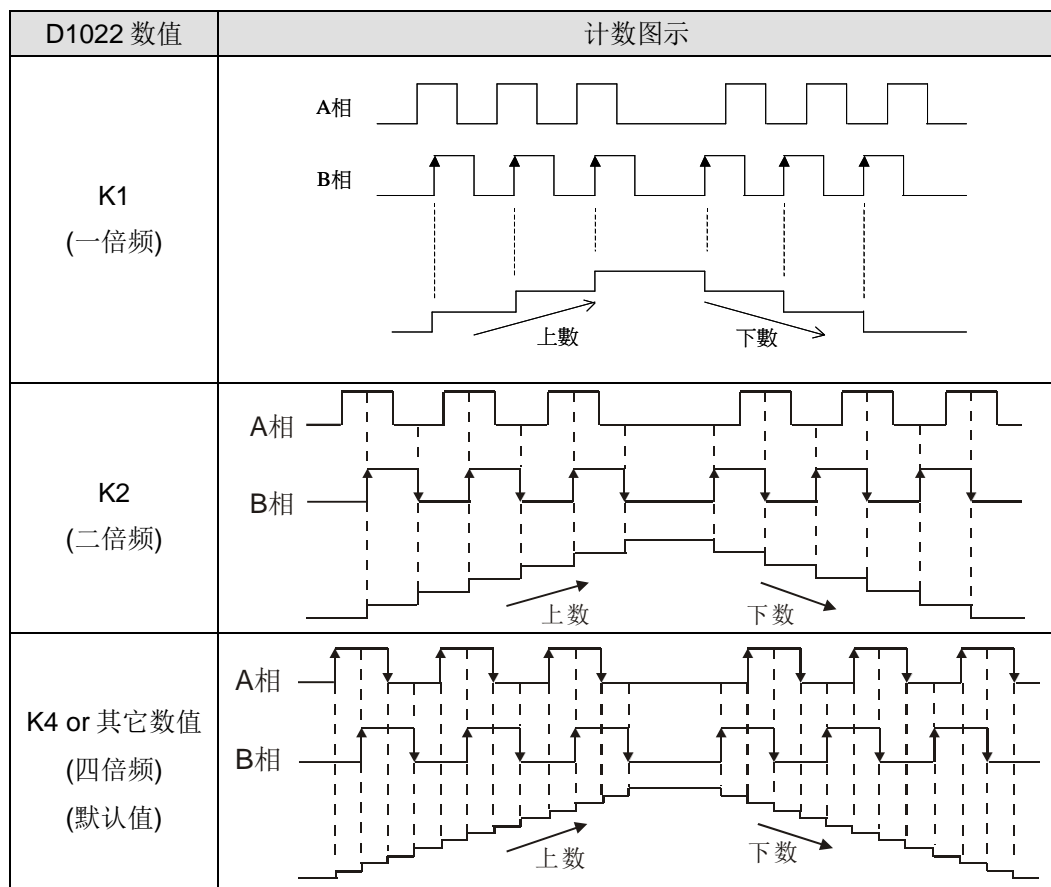 D1022 数值
计数图示
K1
(一倍频)
A相
B相
上數
下數
K2
(二倍频)
A相
B相
上数
下数
K4 or 其它数值
(四倍频)
(默认值)
A相
B相
上数
下数